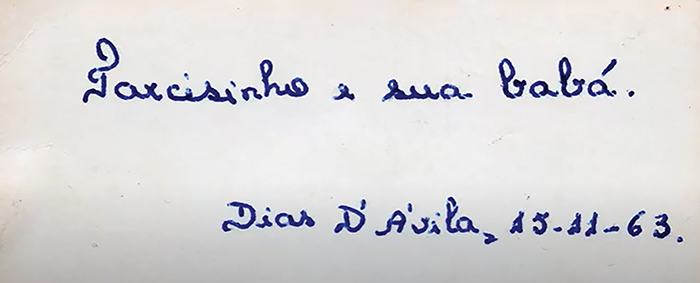 Tarcisinho e sua babá.
Dias D'Ávila, 15-11-63.